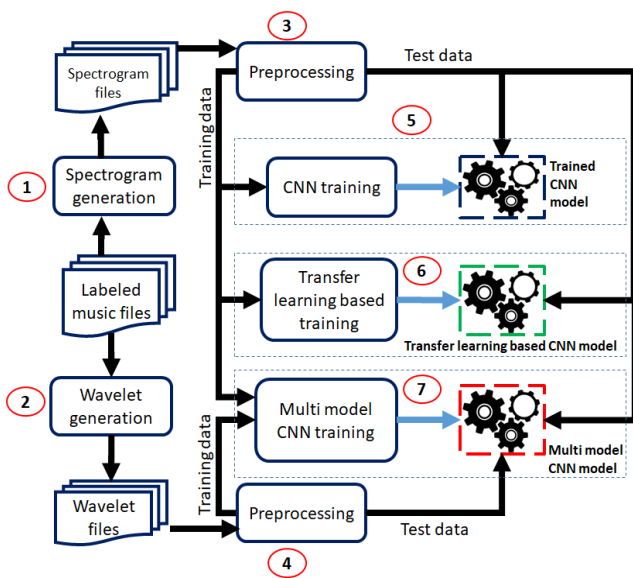 3
Spectrogram
files
Preprocessing
Test data
Training data
5
1
Spectrogram
generation
CNN training
Trained
CNN
model
Labeled
music files
Transfer
learning based
training
6
Transfer learning based CNN model
2
Wavelet
generation
Multi model
CNN training
7
Multi model
CNN model
Training data
Wavelet
files
Preprocessing
Test data
4